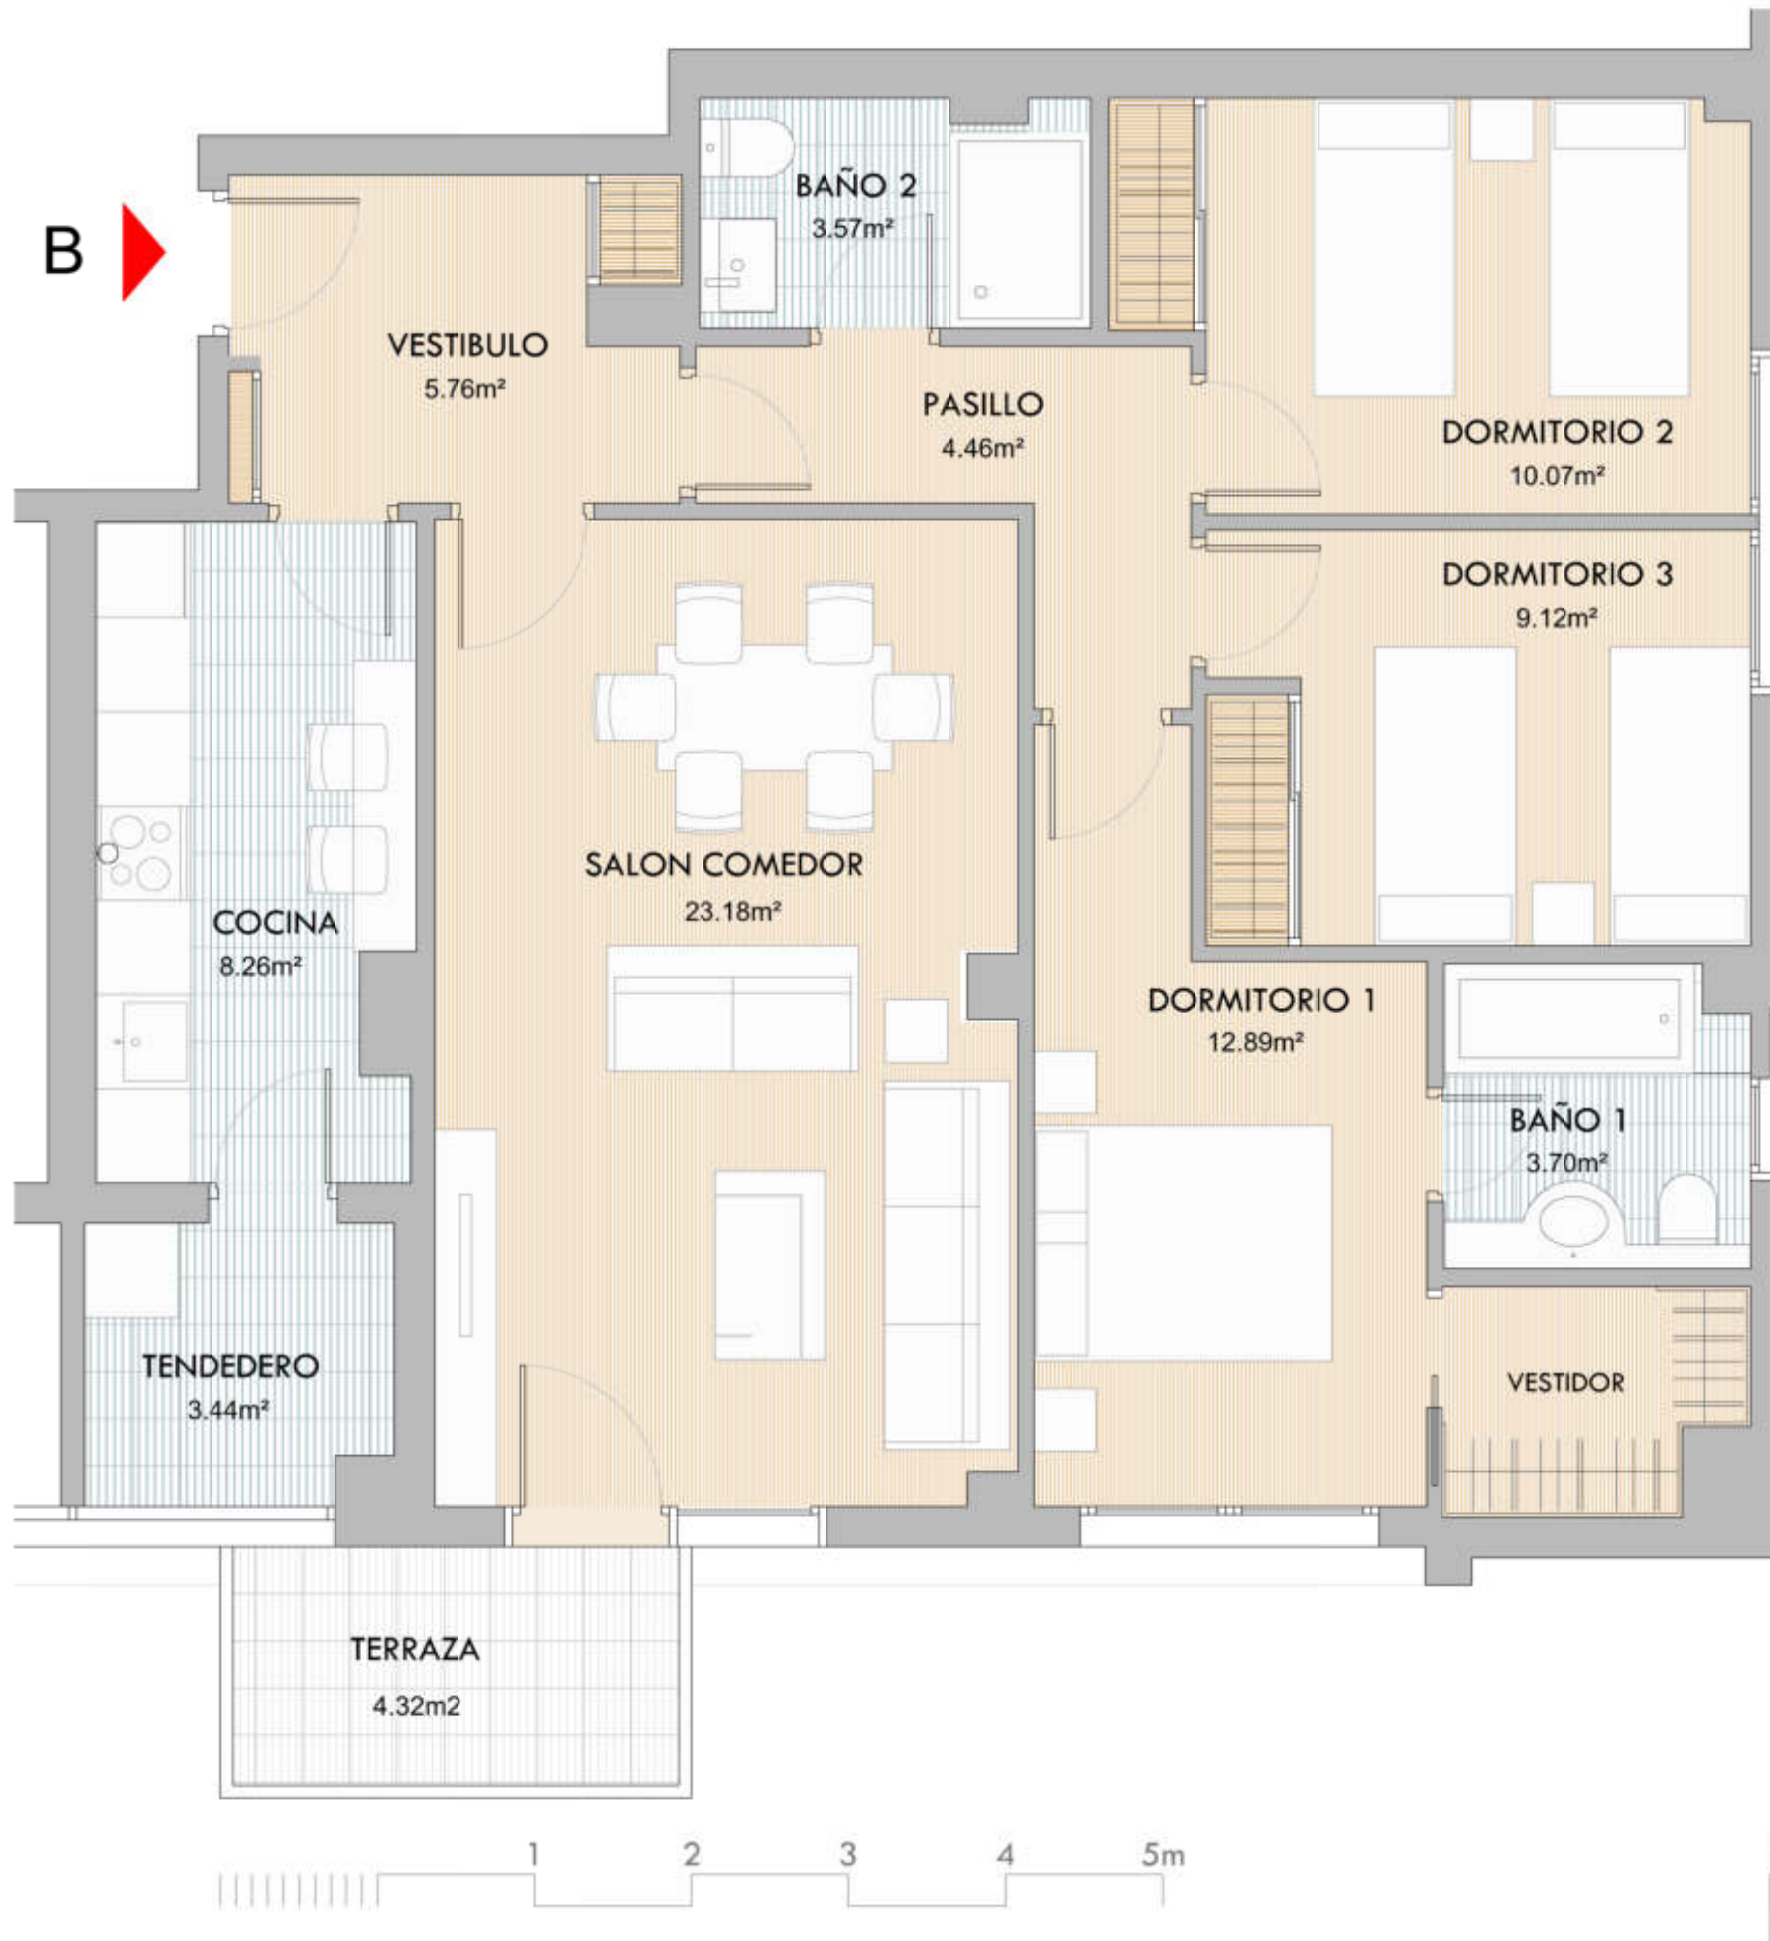 B
BAÑO 2
3.57m²
VESTIBULO
5.76m²
PASILLO
4.46m²
DORMITORIO 2
10.07m²
DORMITORIO 3
9.12m²
SALON COMEDOR
23.18m²
COCINA
8.26m²
DORMITORIO 1
12.89m²
BAÑO 1
3.70m²
TENDEDERO
3.44m²
VESTIDOR
TERRAZA
4.32m2
1 2 3 4 5m